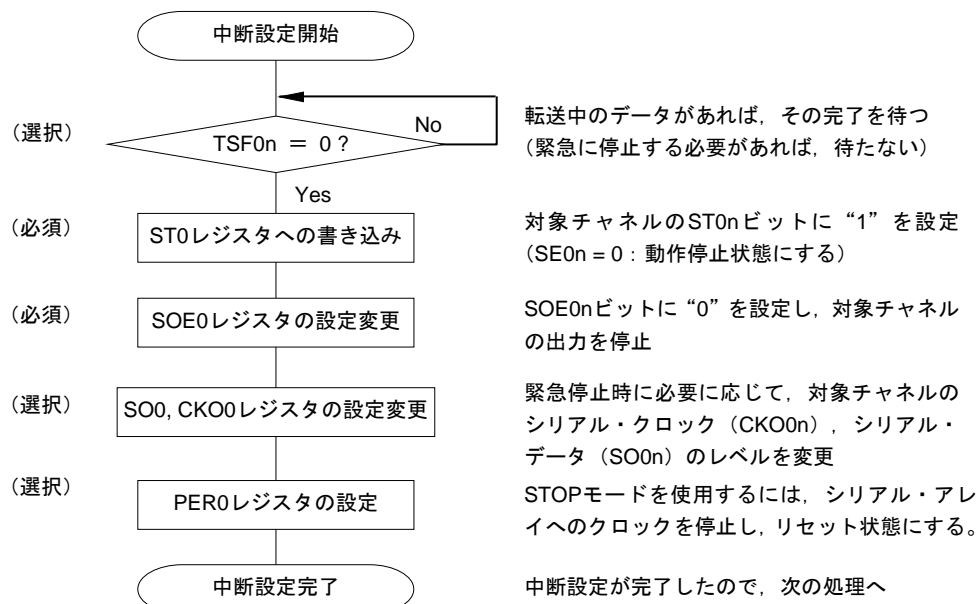 中断設定開始
（選択）
TSF0n ＝ 0 ?
No
転送中のデータがあれば，その完了を待つ
（緊急に停止する必要があれば，待たない）
Yes
（必須）
ST0レジスタへの書き込み
対象チャネルのST0nビットに“1”を設定
（SE0n = 0 : 動作停止状態にする）
（必須）
SOE0レジスタの設定変更
SOE0nビットに“0”を設定し，対象チャネル
の出力を停止
（選択）
SO0, CKO0レジスタの設定変更
緊急停止時に必要に応じて，対象チャネルの
シリアル・クロック（CKO0n），シリアル・
データ（SO0n）のレベルを変更
（選択）
PER0レジスタの設定
STOPモードを使用するには，シリアル・アレ
イへのクロックを停止し，リセット状態にする。
中断設定完了
中断設定が完了したので，次の処理へ